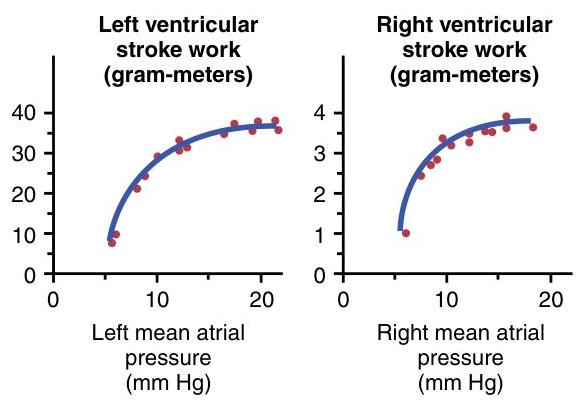 Left ventricular
stroke work
(gram-meters)
40
30
20
10
0
0 10 20
Left mean atrial
pressure
(mm Hg)
Right ventricular
stroke work
(gram-meters)
4
3
2
1
0
0 10 20
Right mean atrial
pressure
(mm Hg)